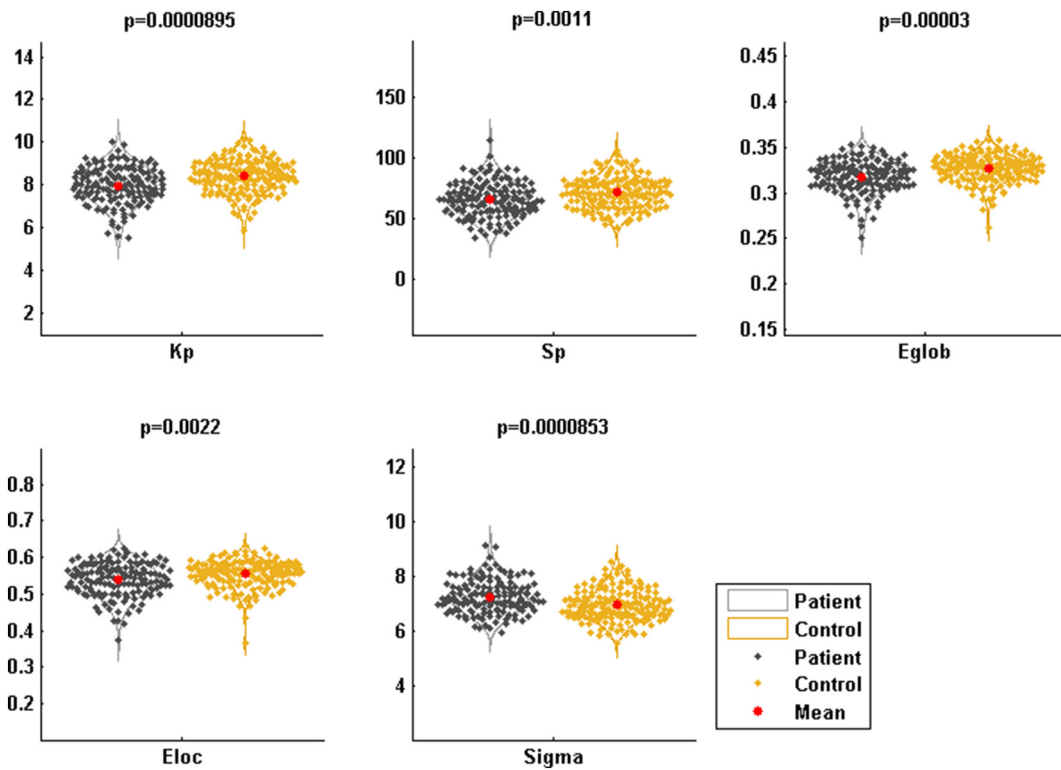 p=0.0000895
14
12
10
8
6
4
2
Kp
p=0.0011
150
100
50
0
Sp
p=0.00003
0.45
0.4
0.35
0.3
0.25
0.2
0.15
Eglob
p=0.0022
0.8
0.7
0.6
0.5
0.4
0.3
0.2
Eloc
p=0.0000853
12
10
8
6
4
Sigma
Patient
Control
Patient
Control
Mean